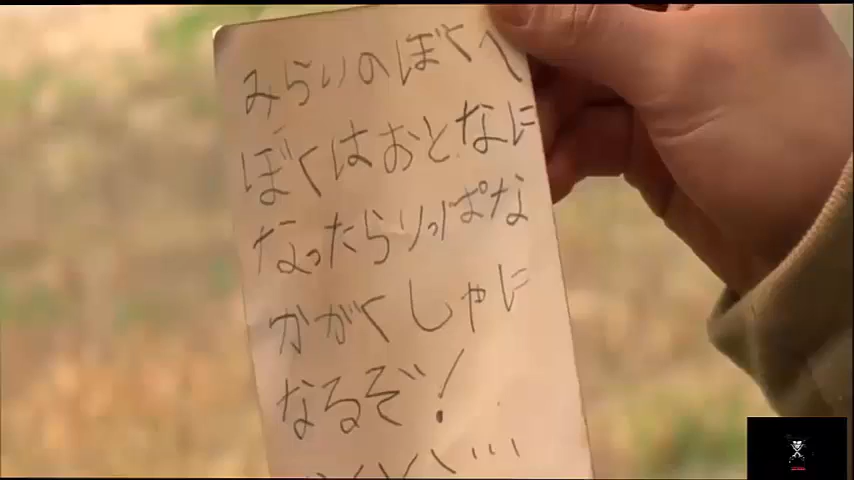 みらいのぼくへ
ぼくはおとなに
なったらりっぱな
かがくしゃに
なるぞ!